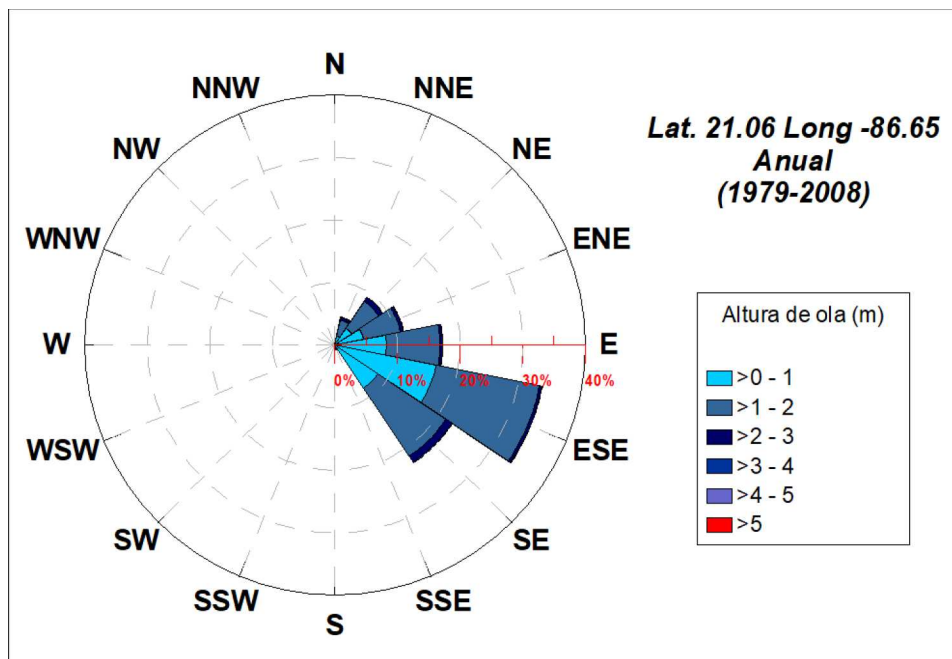 N
NNW
NNE
NW
NE
WNW
ENE
W
E
WSW
ESE
SW
SE
SSW
SSE
S
0% 10% 20% 30% 40%
Lat. 21.06 Long -86.65
Anual
(1979-2008)
Altura de ola (m)
>0 - 1
>1 - 2
>2 - 3
>3 - 4
>4 - 5
>5